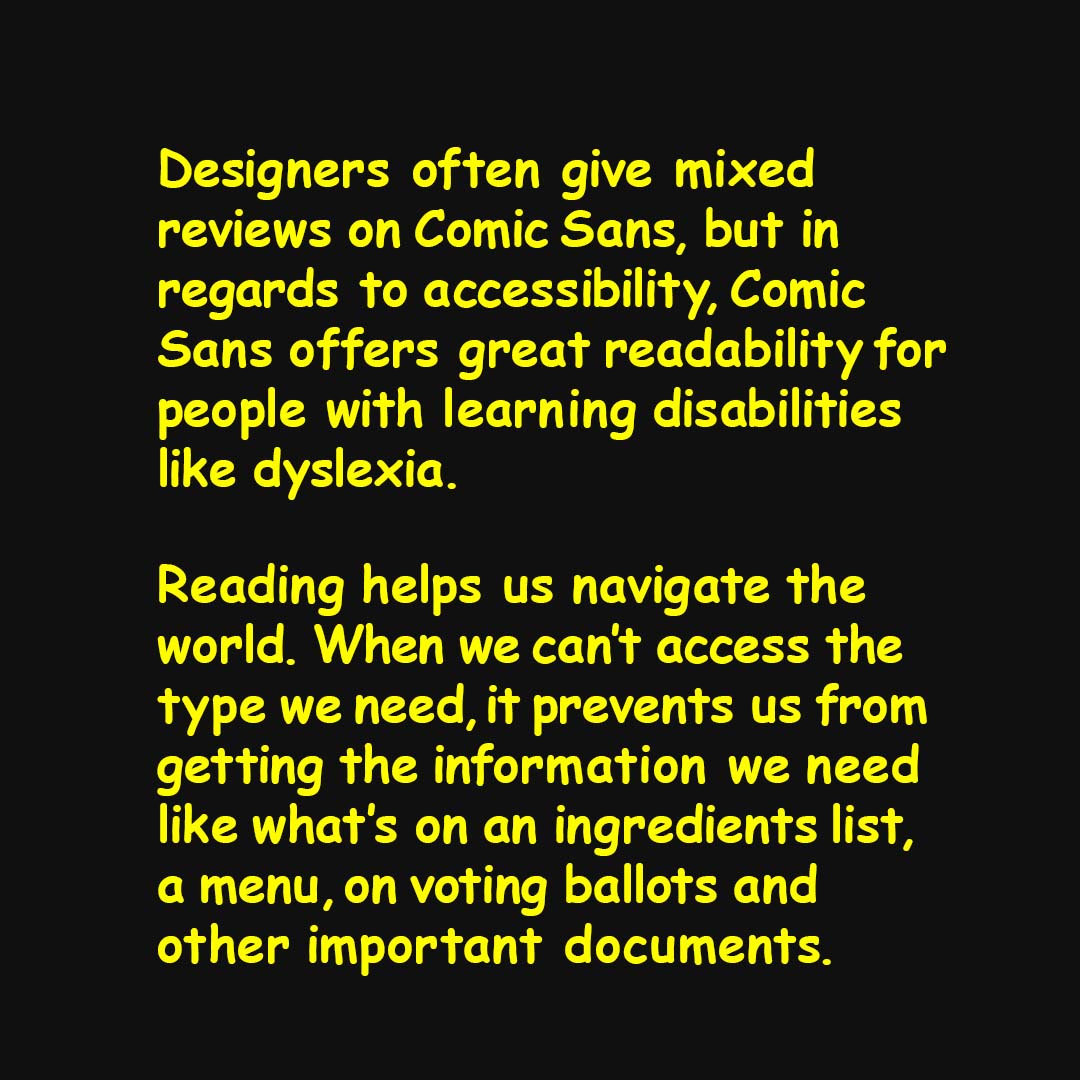 Designers often give mixed
reviews on Comic Sans, but in
regards to accessibility, Comic
Sans offers great readability for
people with learning disabilities
like dyslexia.
Reading helps us navigate the
world. When we can't access the
type we need, it prevents us from
getting the information we need
like what's on an ingredients list,
a menu, on voting ballots and
other important documents.